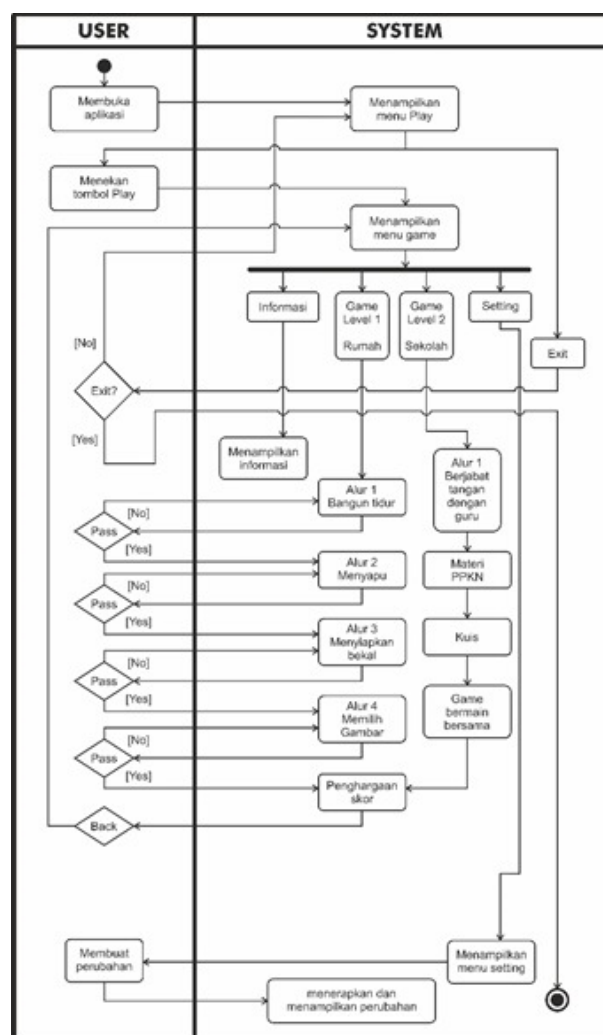 USER
SYSTEM
Membuka
aplikasi
Menampilkan
menu Play
Menekan
tombol Play
Menampilkan
menu game
Informasi
Game
Level 1
Rumah
Game
Level 2
Sekolah
Setting
Exit
[No]
Exit?
[Yes]
Menampilkan
informasi
Alur 1
Bangun tidur
Alur 1
Berjabat
tangan
dengan
guru
[No]
Pass
[Yes]
Alur 2
Menyapu
Materi
PPKN
[No]
Pass
[Yes]
Alur 3
Menyiapkan
bekal
Kuis
[No]
Pass
[Yes]
Alur 4
Memilih
Gambar
Game
bermain
bersama
[No]
Pass
[Yes]
Penghargaan
skor
Back
Membuat
perubahan
Menampilkan
menu setting
menerapkan dan
menampilkan perubahan